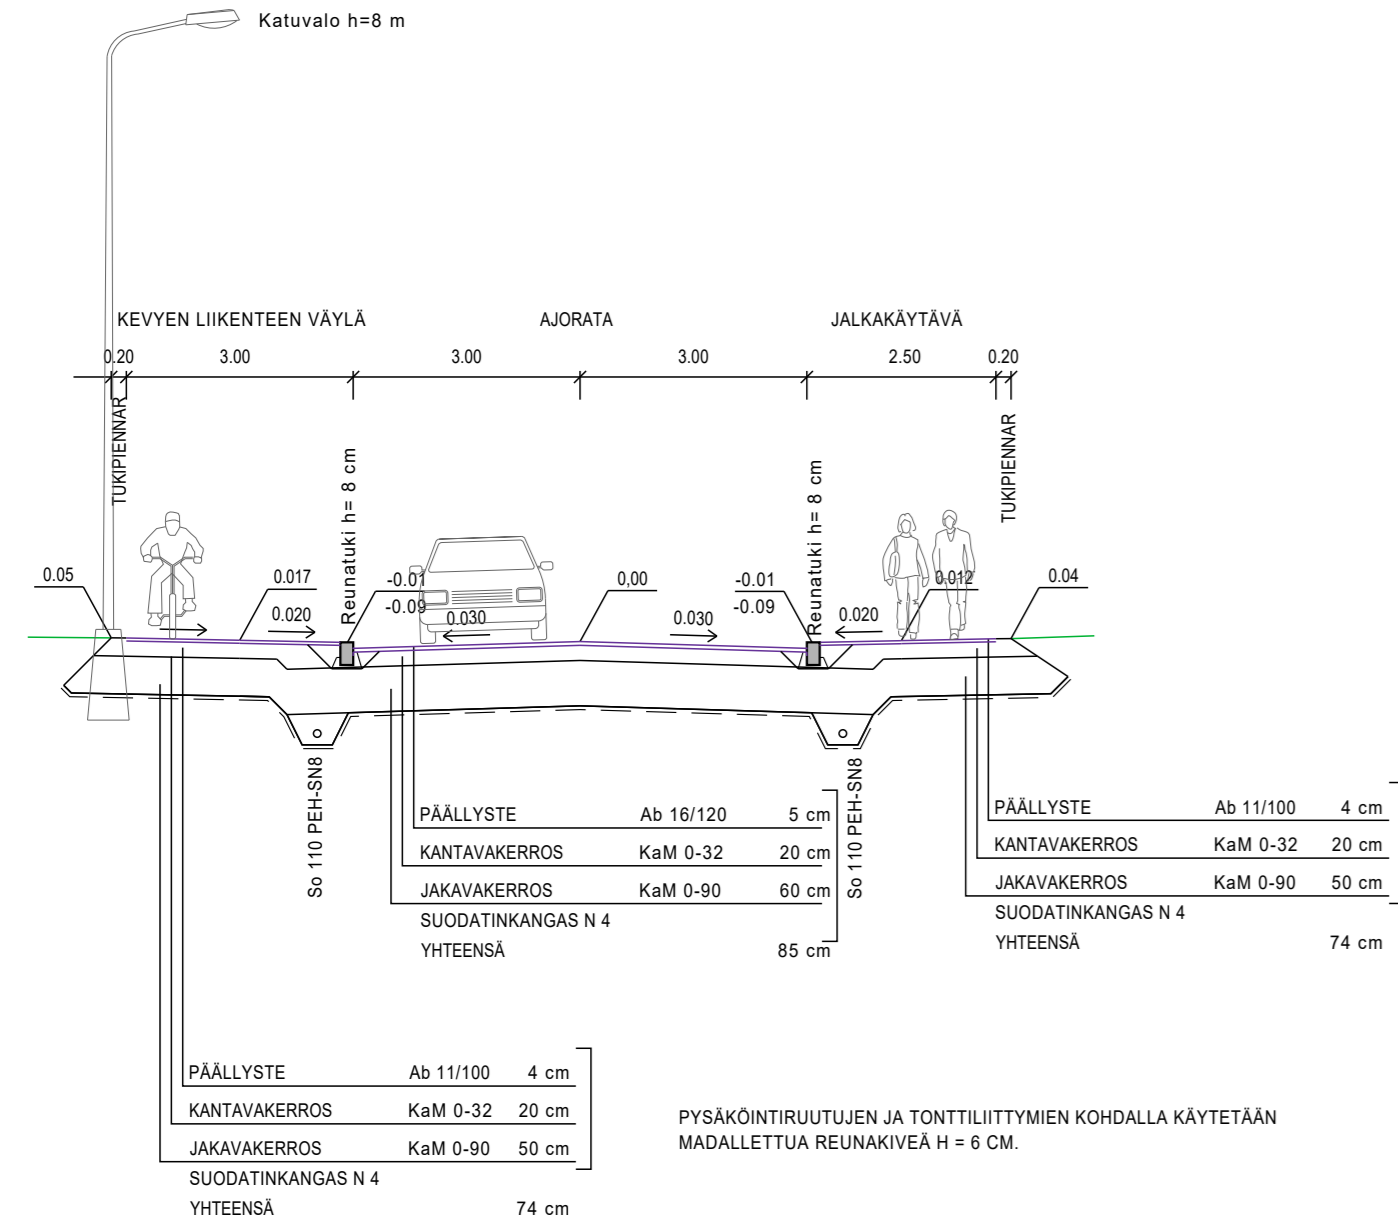 Katuvalo h=8 m
KEVYEN LIIKENTEEN VÄYLÄ AJORATA JALKAKÄYTÄVÄ
0.20 3.00 3.00 3.00 2.50 0.20
TUKIPIENNAR
Reunatuki h= 8 cm
Reunatuki h= 8 cm
TUKIPIENNAR
0.05 0.017 -0.01 0,00 -0.01 0.012 0.04
0.020 -0.09 0.030 0.030 -0.09 0.020
So 110 PEH-SN8
So 110 PEH-SN8
PÄÄLLYSTE Ab 16/120 5 cm
KANTAVAKERROS KaM 0-32 20 cm
JAKAVAKERROS KaM 0-90 60 cm
SUODATINKANGAS N 4
YHTEENSÄ 85 cm
PÄÄLLYSTE Ab 11/100 4 cm
KANTAVAKERROS KaM 0-32 20 cm
JAKAVAKERROS KaM 0-90 50 cm
SUODATINKANGAS N 4
YHTEENSÄ 74 cm
PÄÄLLYSTE Ab 11/100 4 cm
KANTAVAKERROS KaM 0-32 20 cm
JAKAVAKERROS KaM 0-90 50 cm
SUODATINKANGAS N 4
YHTEENSÄ 74 cm
PYSÄKÖINTIRUUTUJEN JA TONTTILIITTYMIEN KOHDALLA KÄYTETÄÄN
MADALLETTUA REUNAKIVEÄ H = 6 CM.